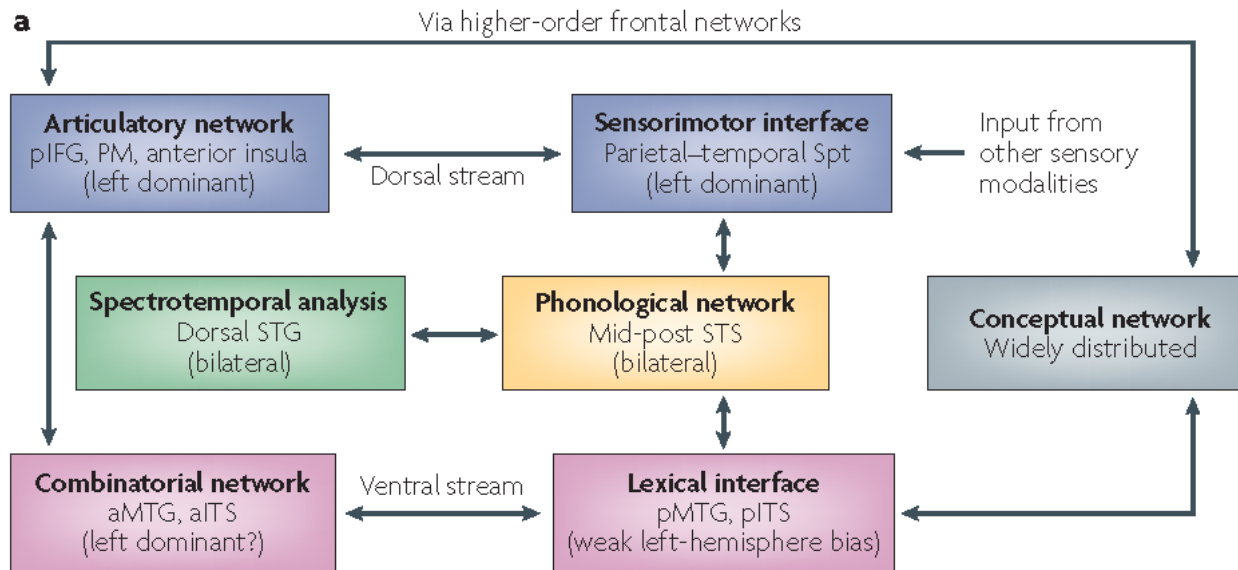 a
Via higher-order frontal networks
Articulatory network
pIFG, PM, anterior insula
(left dominant)
Dorsal stream
Sensorimotor interface
Parietal–temporal Spt
(left dominant)
Input from
other sensory
modalities
Spectrotemporal analysis
Dorsal STG
(bilateral)
Phonological network
Mid-post STS
(bilateral)
Conceptual network
Widely distributed
Combinatorial network
aMTG, aITS
(left dominant?)
Ventral stream
Lexical interface
pMTG, pITS
(weak left-hemisphere bias)